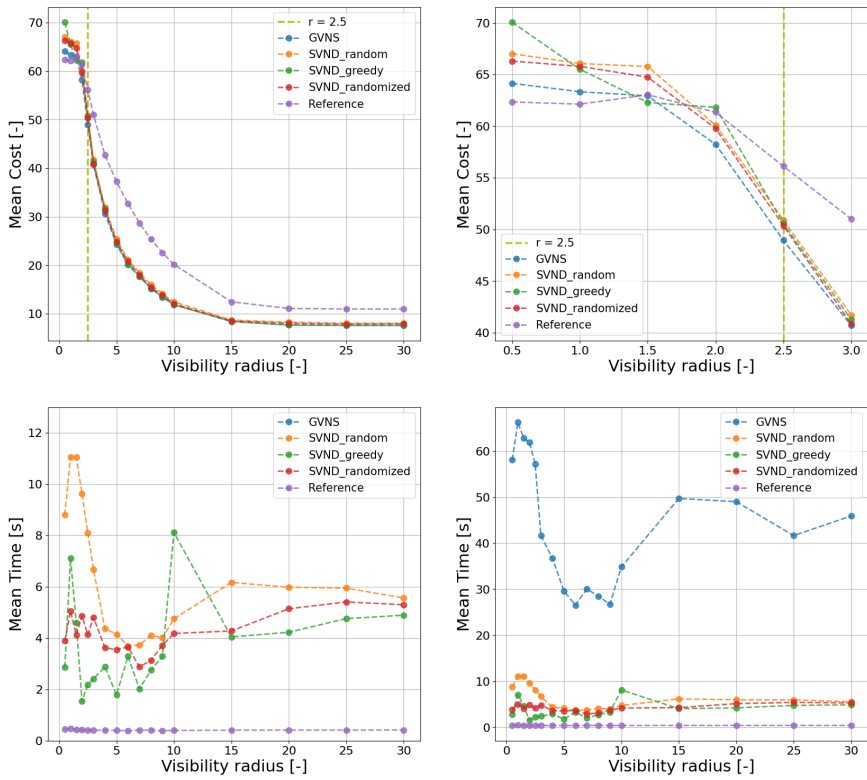 r = 2.5
GVNS
SVND_random
SVND_greedy
SVND_randomized
Reference
Mean Cost [-]
70
60
50
40
30
20
10
0 5 10 15 20 25 30
Visibility radius [-]
Mean Cost [-]
70
65
60
55
50
45
40
r = 2.5
GVNS
SVND_random
SVND_greedy
SVND_randomized
Reference
0.5 1.0 1.5 2.0 2.5 3.0
Visibility radius [-]
GVNS
SVND_random
SVND_greedy
SVND_randomized
Reference
Mean Time [s]
12
10
8
6
4
2
0
0 5 10 15 20 25 30
Visibility radius [-]
GVNS
SVND_random
SVND_greedy
SVND_randomized
Reference
Mean Time [s]
60
50
40
30
20
10
0
0 5 10 15 20 25 30
Visibility radius [-]